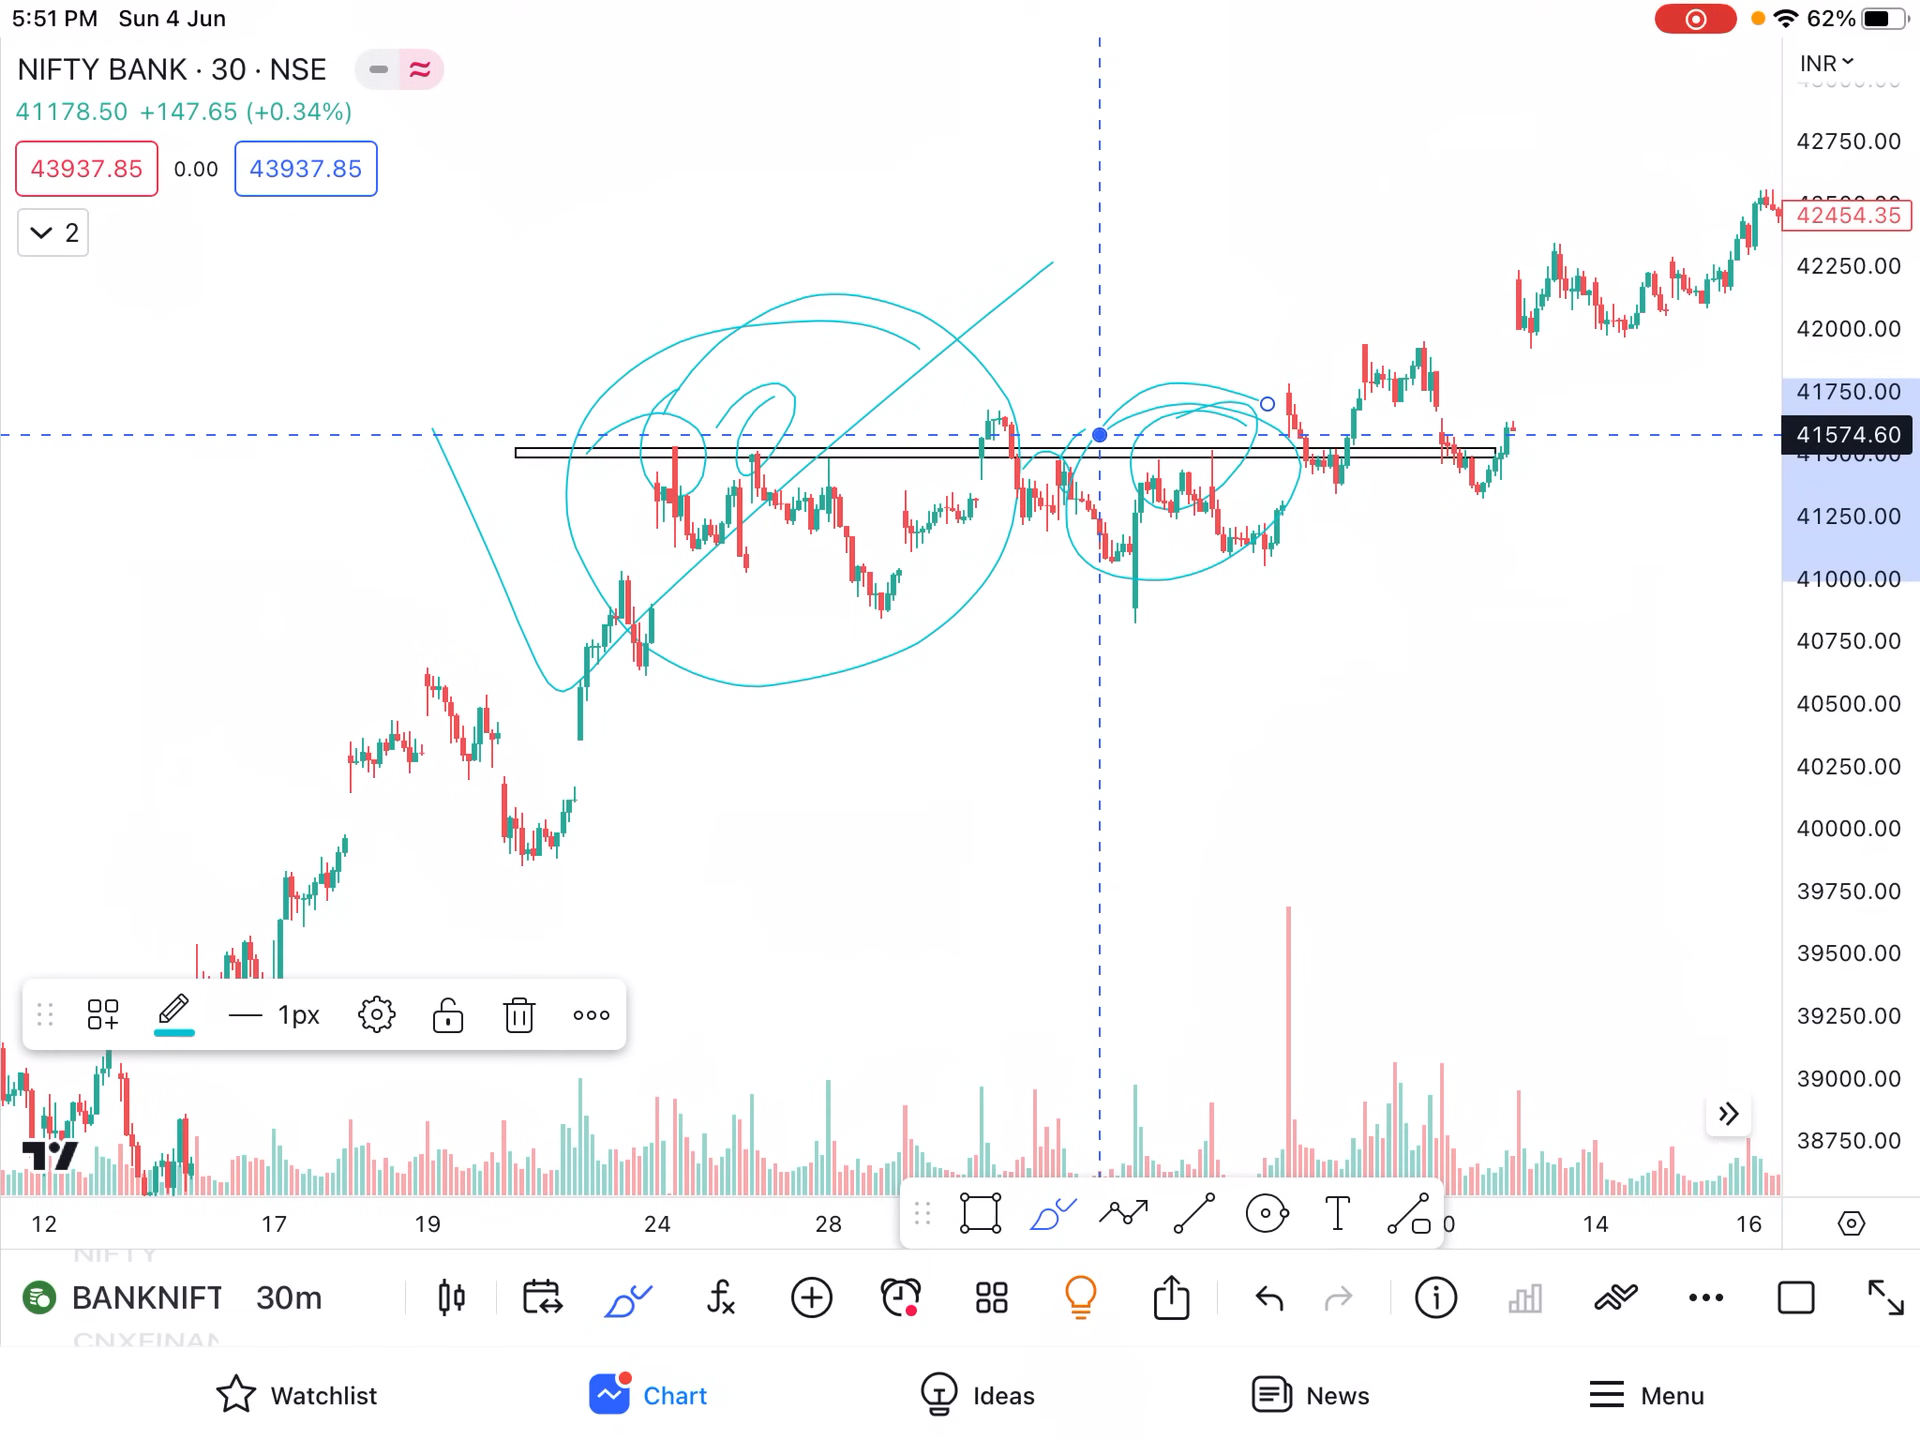 5:51 PM Sun 4 Jun
62%
NIFTY BANK · 30 · NSE
INR
41178.50 +147.65 (+0.34%)
43937.85 0.00 43937.85
2
42750.00
42454.35
42250.00
42000.00
41750.00
41574.60
41250.00
41000.00
40750.00
40500.00
40250.00
40000.00
39750.00
39500.00
39250.00
39000.00
38750.00
1px
12 17 19 24 28 0 14 16
T
NIFTY
BANKNIFT 30m
CNXFINAN
Watchlist Chart Ideas News Menu